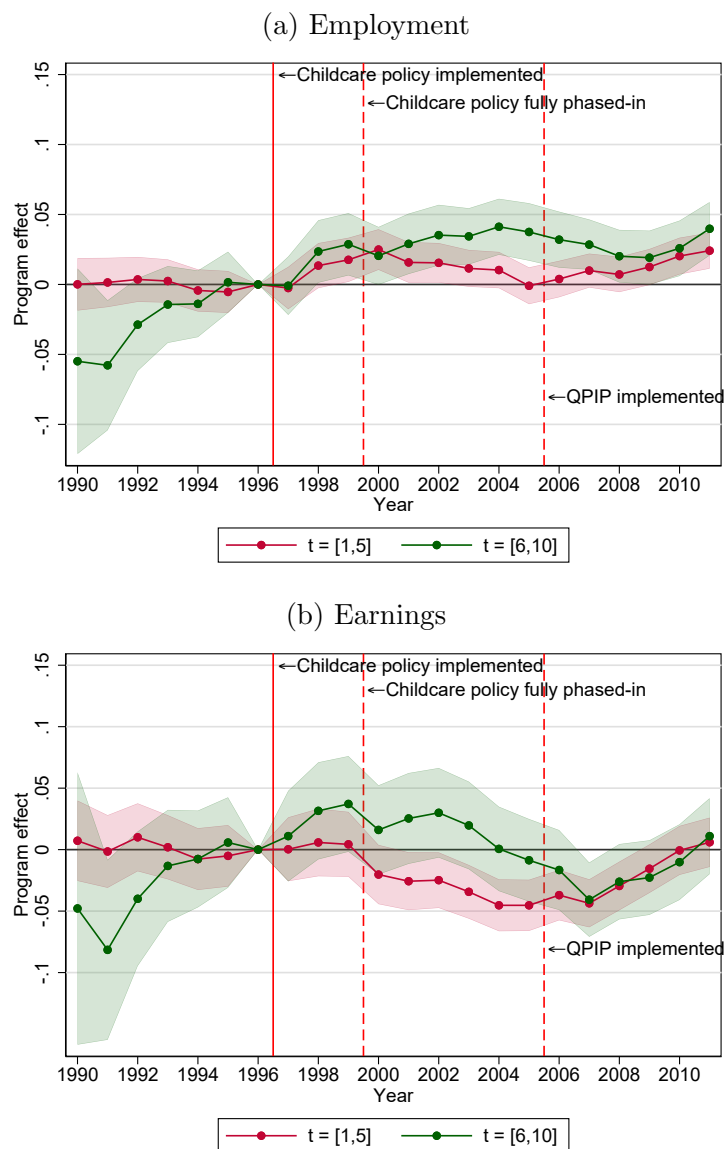 (a) Employment
.15
.1
.05
0
-.05
-.1
Program effect
←Childcare policy implemented
←Childcare policy fully phased-in
←QPIP implemented
1990 1992 1994 1996 1998 2000 2002 2004 2006 2008 2010
Year
t = [1,5] t = [6,10]
(b) Earnings
.15
.1
.05
0
-.05
-.1
Program effect
←Childcare policy implemented
←Childcare policy fully phased-in
←QPIP implemented
1990 1992 1994 1996 1998 2000 2002 2004 2006 2008 2010
Year
t = [1,5] t = [6,10]